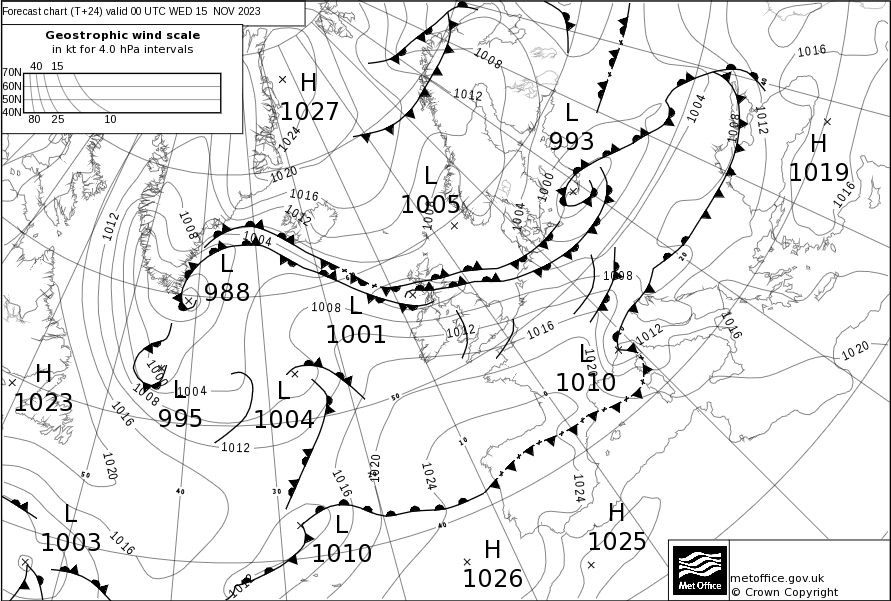 Forecast chart (T+24) valid 00 UTC WED 15 NOV 2023
Geostrophic wind scale
in kt for 4.0 hPa intervals
40 15
70N
60N
50N
40N
80 25 10
H
1027
L
993
H
1019
L
1005
L
988
L
1001
H
1023
L
995
L
1004
L
1010
L
1003
L
1010
H
1026
H
1025
1008
1012
1016
1004
1008
1012
1016
1024
1020
1016
1012
1012
1008
1004
1004
1000
1008
1008
1012
1016
1020
1012
1016
1020
1000
1008
1004
1016
1012
1020
1016
1016
1020
1024
1024
1012
50
40
30
50
10
0
40
20
40
Met Office
metoffice.gov.uk
© Crown Copyright